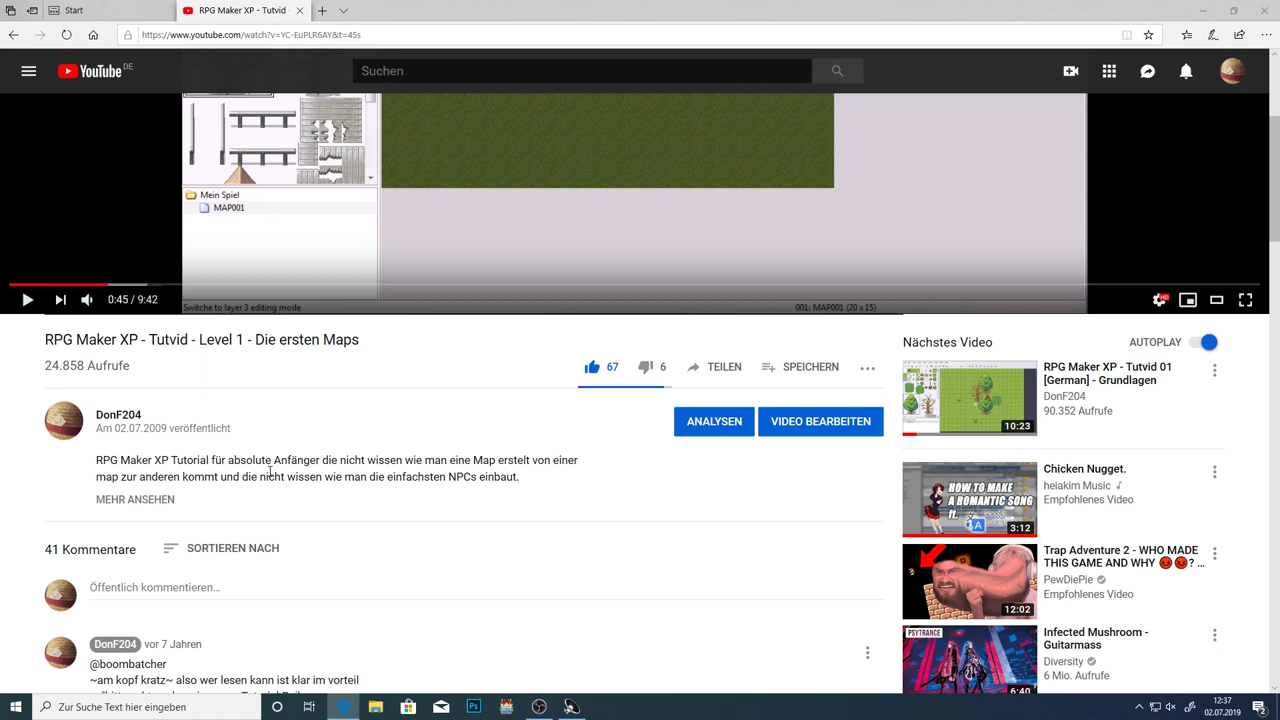 Start
RPG Maker XP - Tutvid
https://www.youtube.com/watch?v=YC-EuPLR6AY&t=45s
YouTube DE
Suchen
Mein Spiel
MAP001
0:45 / 9:42
HD
Switche to layer 3 editing mode
001: MAP001 (20 x 15)
RPG Maker XP - Tutvid - Level 1 - Die ersten Maps
24.858 Aufrufe
67
6
TEILEN
SPEICHERN
DonF204
Am 02.07.2009 veröffentlicht
ANALYSEN
VIDEO BEARBEITEN
RPG Maker XP Tutorial für absolute Anfänger die nicht wissen wie man eine Map erstelt von einer
map zur anderen kommt und die nicht wissen wie man die einfachsten NPCs einbaut.
MEHR ANSEHEN
41 Kommentare
SORTIEREN NACH
Öffentlich kommentieren...
DonF204 vor 7 Jahren
@boombatcher
~am kopf kratz~ also wer lesen kann ist klar im vorteil
Nächstes Video
AUTOPLAY
10:23
RPG Maker XP - Tutvid 01
[German] - Grundlagen
DonF204
90.352 Aufrufe
HOW TO MAKE
A ROMANTIC SONG
ft.
A
3:12
Chicken Nugget.
heiakim Music
Empfohlenes Video
12:02
Trap Adventure 2 - WHO MADE
THIS GAME AND WHY 😡😡? ...
PewDiePie
Empfohlenes Video
PSYTRANCE
6:40
Infected Mushroom -
Guitarmass
Diversity
6 Mio. Aufrufe
Zur Suche Text hier eingeben
Ps
12:37
02.07.2019
2